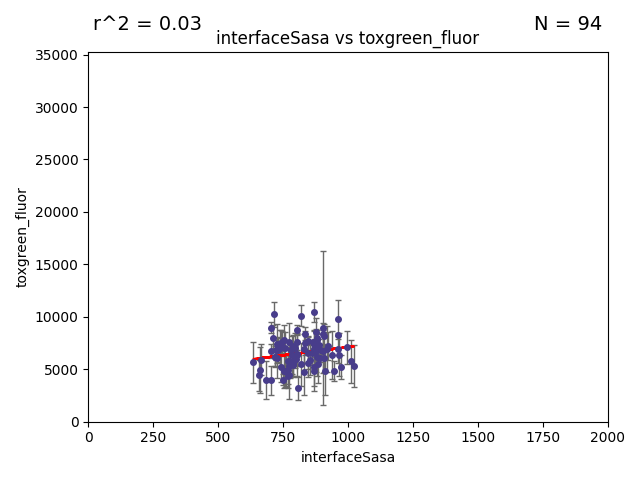 r^2 = 0.03
N = 94
interfaceSasa vs toxgreen_fluor
35000
30000
25000
20000
15000
10000
5000
0
toxgreen_fluor
0 250 500 750 1000 1250 1500 1750 2000
interfaceSasa